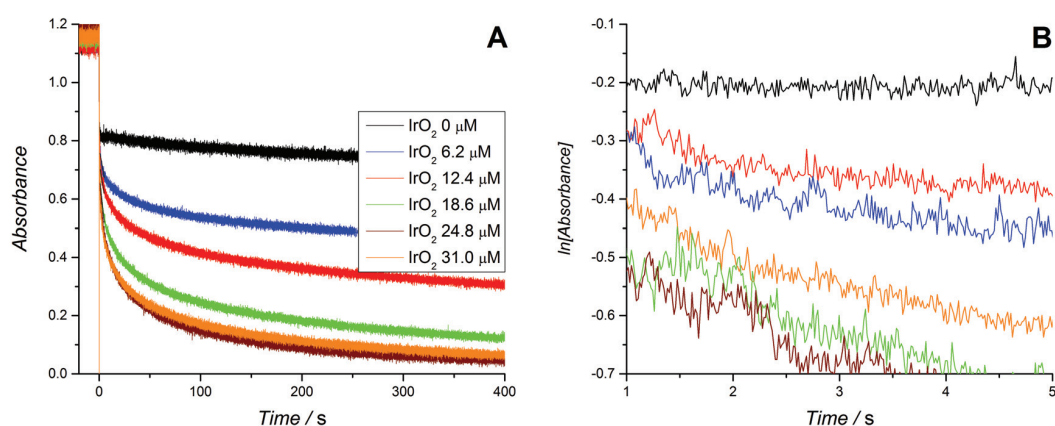 A
1.2
1.0
0.8
0.6
0.4
0.2
0.0
Absorbance
0
100
200
300
400
Time / s
IrO₂ 0 μM
IrO₂ 6.2 μM
IrO₂ 12.4 μM
IrO₂ 18.6 μM
IrO₂ 24.8 μM
IrO₂ 31.0 μM
B
-0.1
-0.2
-0.3
-0.4
-0.5
-0.6
-0.7
ln[Absorbance]
1
2
3
4
5
Time / s